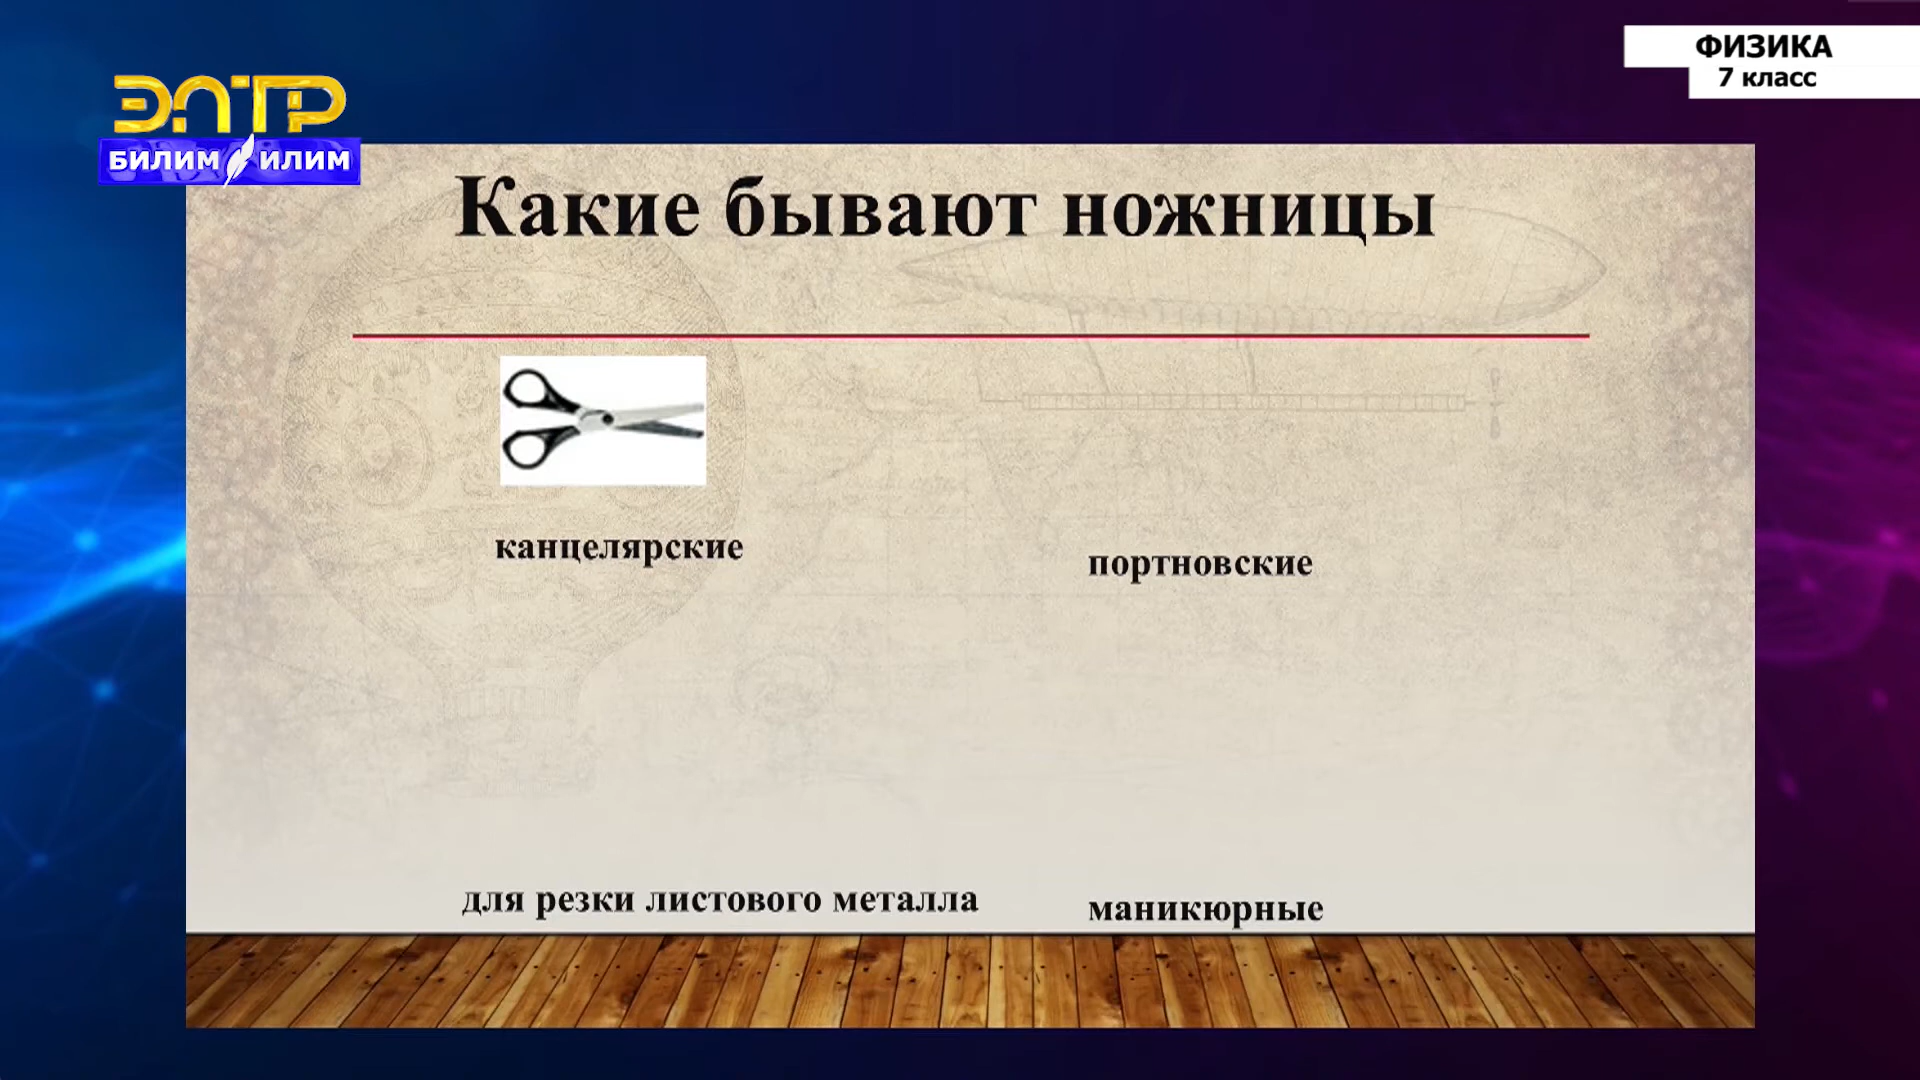 ФИЗИКА
7 класс
ЭЛТР
БИЛИМ ИЛИМ
Какие бывают ножницы
канцелярские
портновские
для резки листового металла
маникюрные